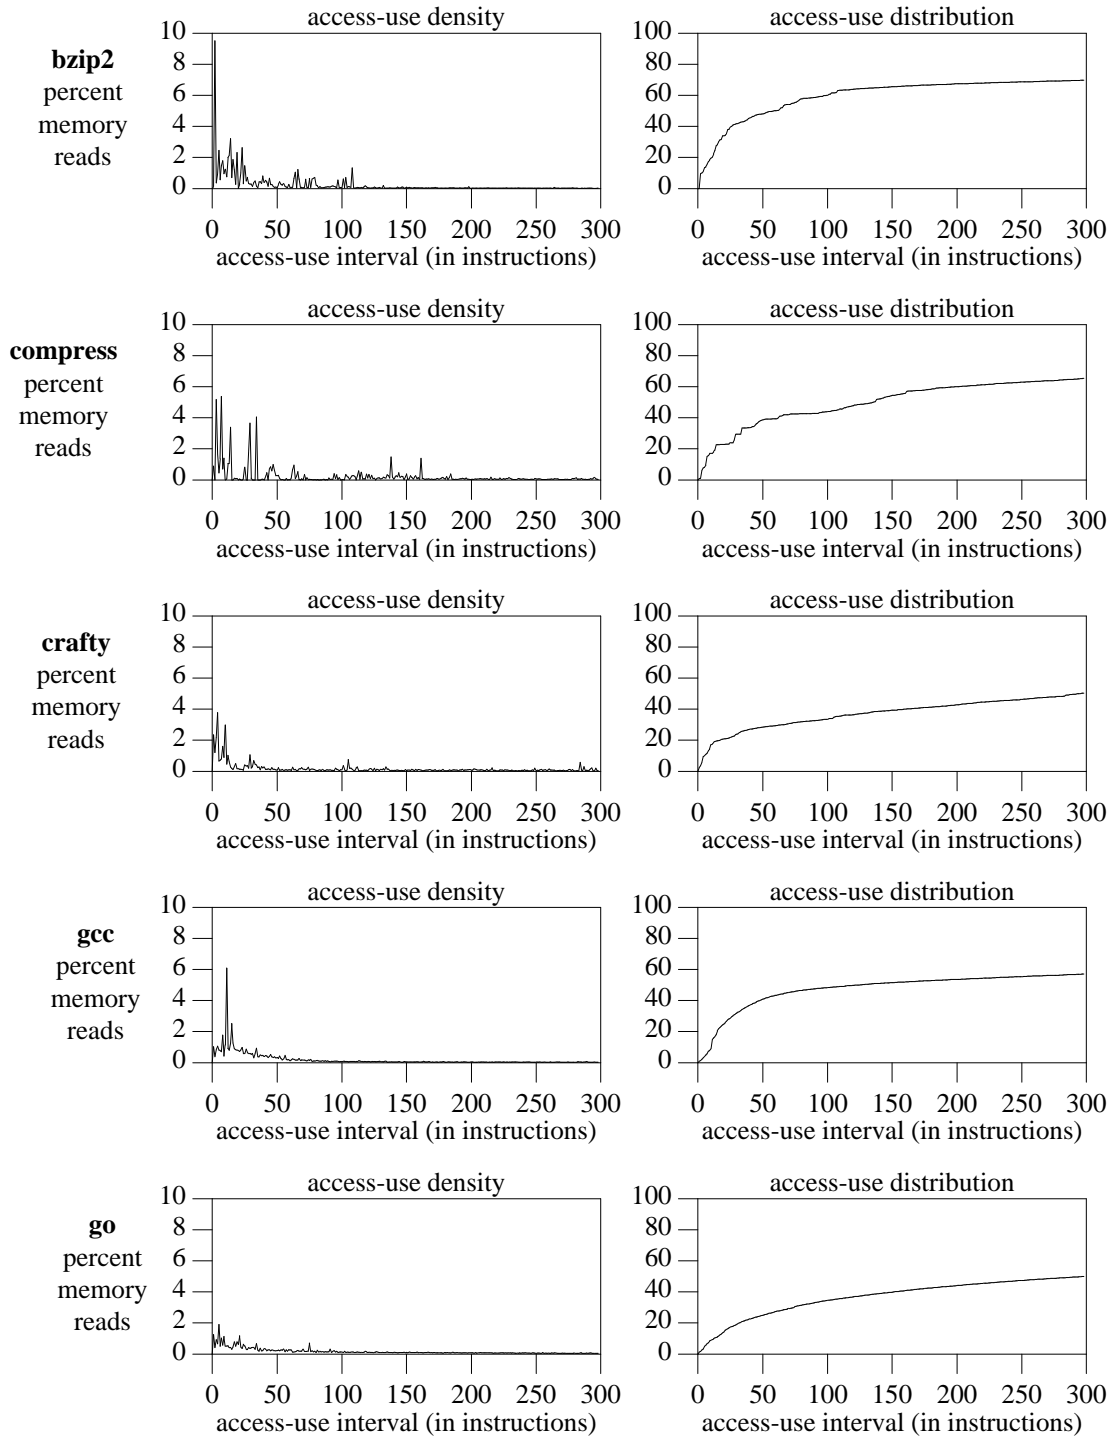 access-use density access-use distribution
bzip2
percent
memory
reads
10 8 6 4 2 0
0 50 100 150 200 250 300
access-use interval (in instructions)
100 80 60 40 20 0
0 50 100 150 200 250 300
access-use interval (in instructions)
access-use density access-use distribution
compress
percent
memory
reads
10 8 6 4 2 0
0 50 100 150 200 250 300
access-use interval (in instructions)
100 80 60 40 20 0
0 50 100 150 200 250 300
access-use interval (in instructions)
access-use density access-use distribution
crafty
percent
memory
reads
10 8 6 4 2 0
0 50 100 150 200 250 300
access-use interval (in instructions)
100 80 60 40 20 0
0 50 100 150 200 250 300
access-use interval (in instructions)
access-use density access-use distribution
gcc
percent
memory
reads
10 8 6 4 2 0
0 50 100 150 200 250 300
access-use interval (in instructions)
100 80 60 40 20 0
0 50 100 150 200 250 300
access-use interval (in instructions)
access-use density access-use distribution
go
percent
memory
reads
10 8 6 4 2 0
0 50 100 150 200 250 300
access-use interval (in instructions)
100 80 60 40 20 0
0 50 100 150 200 250 300
access-use interval (in instructions)